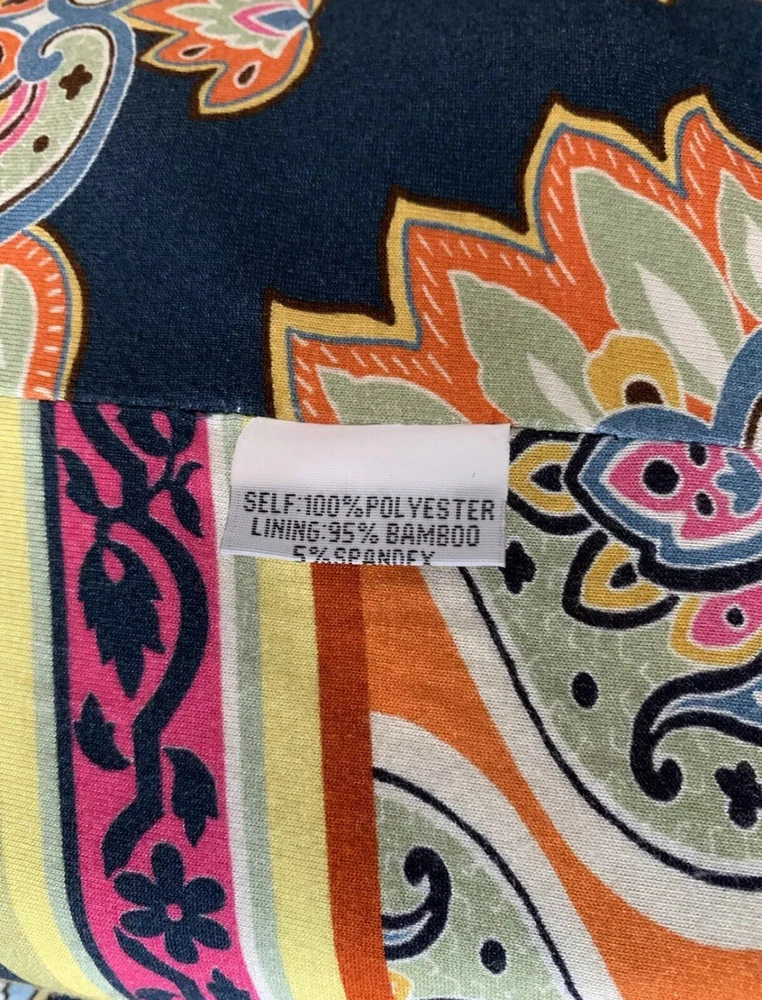 SELF:100%POLYESTER
LINING:95% BAMBOO
5%SPANDEX